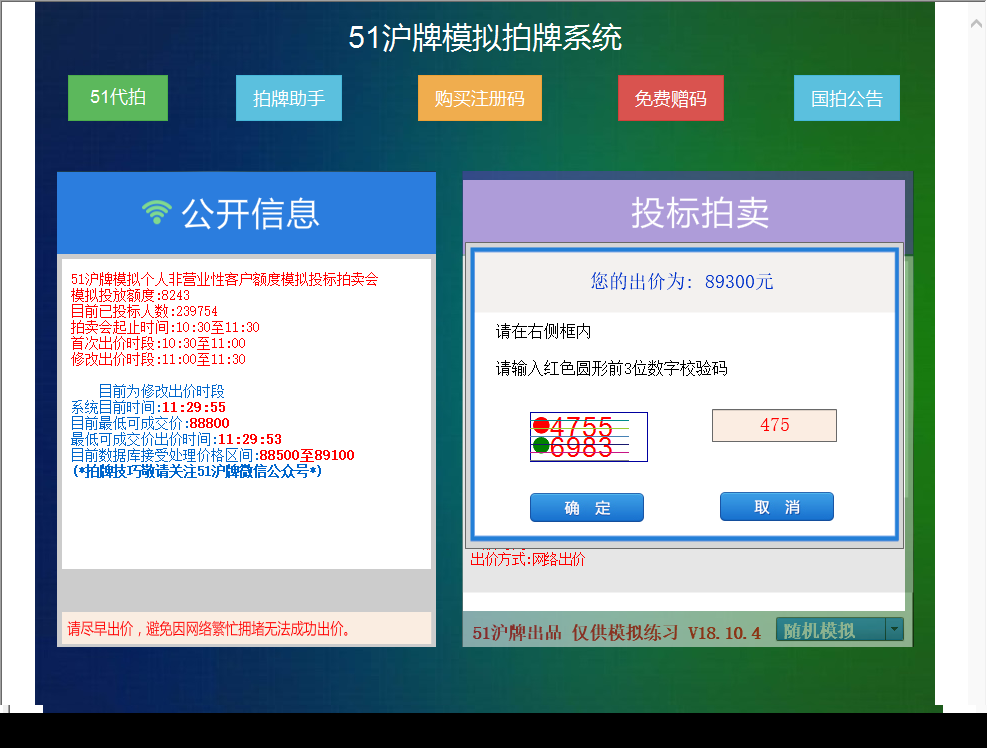 51沪牌模拟拍牌系统
51代拍
拍牌助手
购买注册码
免费赠码
国拍公告
公开信息
51沪牌模拟个人非营业性客户额度模拟投标拍卖会
模拟投放额度:8243
目前已投标人数:239754
拍卖会起止时间:10:30至11:30
首次出价时段:10:30至11:00
修改出价时段:11:00至11:30
目前为修改出价时段
系统目前时间:11:29:55
目前最低可成交价:88800
最低可成交价出价时间:11:29:53
目前数据库接受处理价格区间:88500至89100
(*拍牌技巧敬请关注51沪牌微信公众号*)
请尽早出价，避免因网络繁忙拥堵无法成功出价。
投标拍卖
您的出价为: 89300元
请在右侧框内
请输入红色圆形前3位数字校验码
4755
6983
475
确 定
取 消
出价方式:网络出价
51沪牌出品 仅供模拟练习 V18.10.4
随机模拟